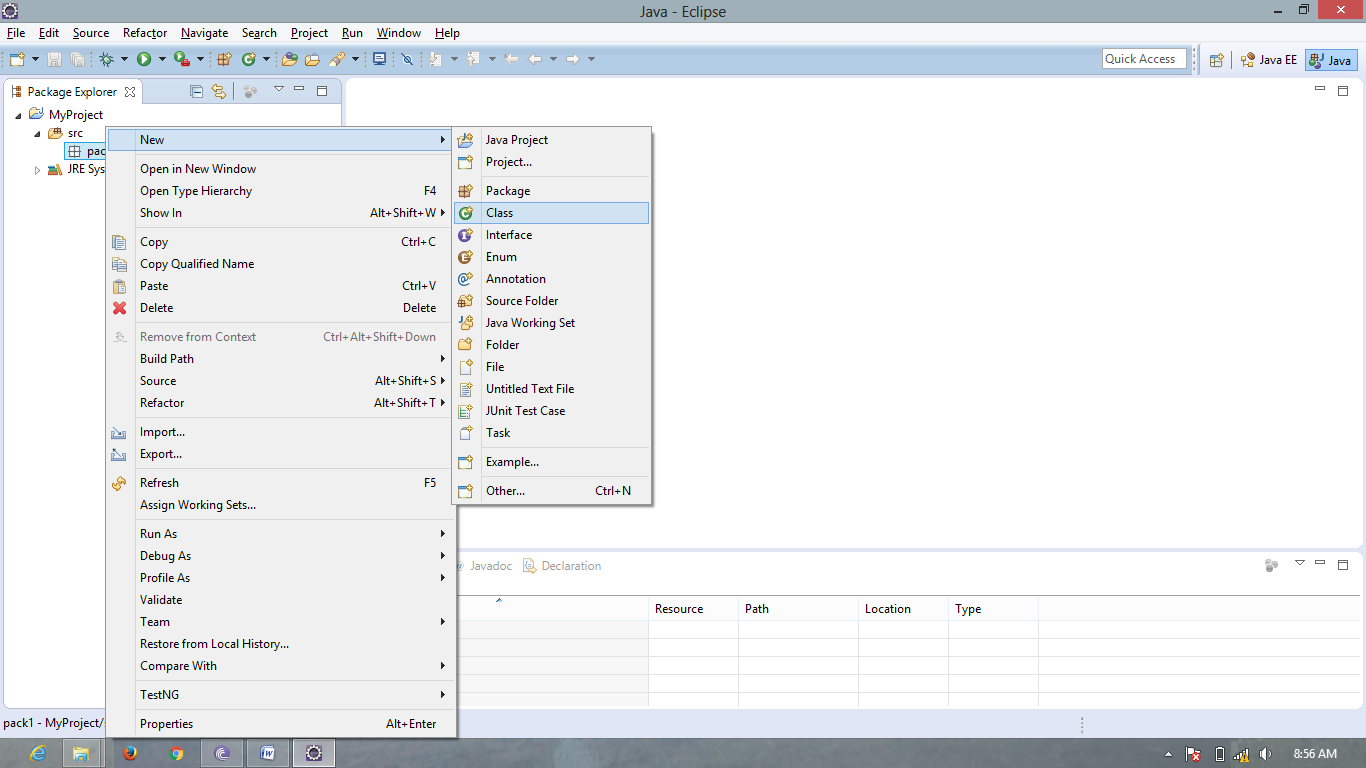 Java - Eclipse
File Edit Source Refactor Navigate Search Project Run Window Help
Quick Access Java EE Java
Package Explorer
MyProject
src
pac
JRE Sys
New
Open in New Window
Open Type Hierarchy F4
Show In Alt+Shift+W
Copy Ctrl+C
Copy Qualified Name
Paste Ctrl+V
Delete Delete
Remove from Context Ctrl+Alt+Shift+Down
Build Path
Source Alt+Shift+S
Refactor Alt+Shift+T
Import...
Export...
Refresh F5
Assign Working Sets...
Run As
Debug As
Profile As
Validate
Team
Restore from Local History...
Compare With
TestNG
Properties Alt+Enter
Java Project
Project...
Package
Class
Interface
Enum
Annotation
Source Folder
Java Working Set
Folder
File
Untitled Text File
JUnit Test Case
Task
Example...
Other... Ctrl+N
@ Javadoc Declaration
Resource Path Location Type
pack1 - MyProject/
8:56 AM